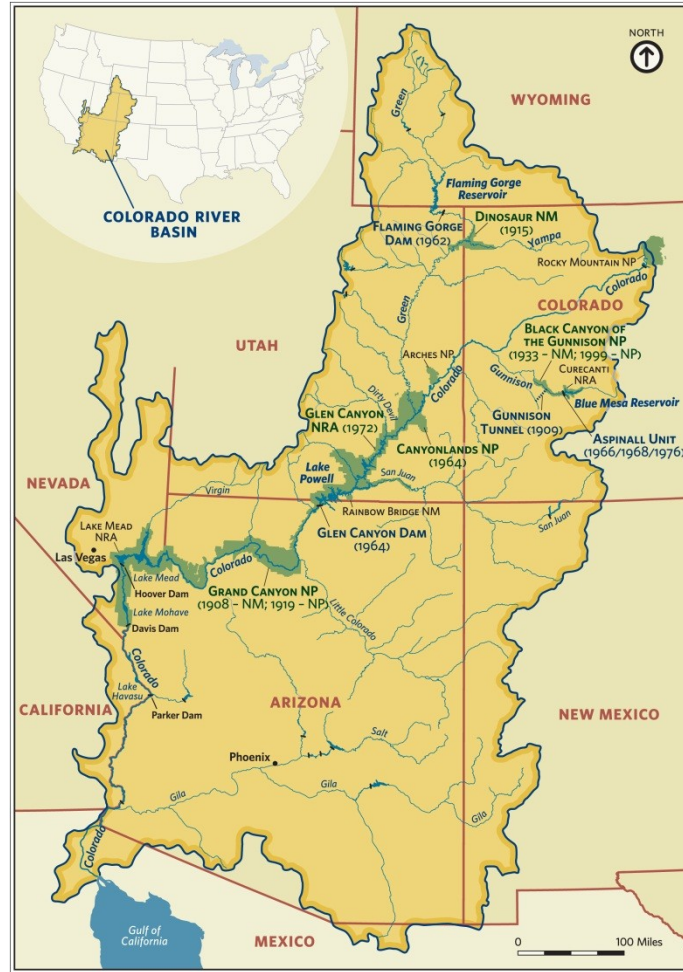 NORTH
WYOMING
COLORADO RIVER
BASIN
Green
Flaming Gorge
Reservoir
DINOSAUR NM
(1915)
FLAMING GORGE
DAM (1962)
Yampa
ROCKY MOUNTAIN NP
Colorado
COLORADO
Green
UTAH
BLACK CANYON OF
THE GUNNISON NP
(1933 – NM; 1999 – NP)
ARCHES NP
Colorado
Gunnison
CURECANTI
NRA
Blue Mesa Reservoir
Dirty Devil
GLEN CANYON
NRA (1972)
GUNNISON
TUNNEL (1909)
ASPINALL UNIT
(1966/1968/1976)
CANYONLANDS NP
(1964)
Lake
Powell
San Juan
NEVADA
Virgin
RAINBOW BRIDGE NM
San Juan
LAKE MEAD
NRA
GLEN CANYON DAM
(1964)
Las Vegas
Colorado
Lake Mead
Hoover Dam
GRAND CANYON NP
(1908 – NM; 1919 – NP)
Lake Mohave
Little Colorado
Davis Dam
Colorado
Lake
Havasu
CALIFORNIA
Parker Dam
ARIZONA
NEW MEXICO
Salt
Phoenix
Gila
Gila
Gila
Colorado
Gulf of
California
MEXICO
0 100 Miles